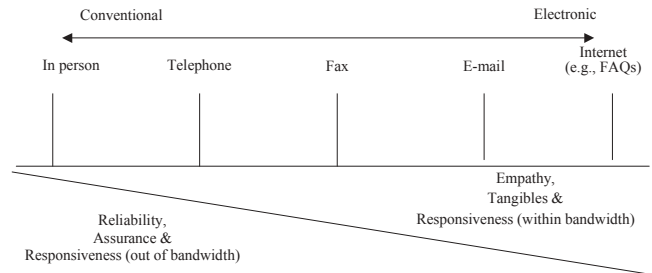 Conventional
Electronic
In person
Telephone
Fax
E-mail
Internet
(e.g., FAQs)
Empathy,
Tangibles &
Responsiveness (within bandwidth)
Reliability,
Assurance &
Responsiveness (out of bandwidth)